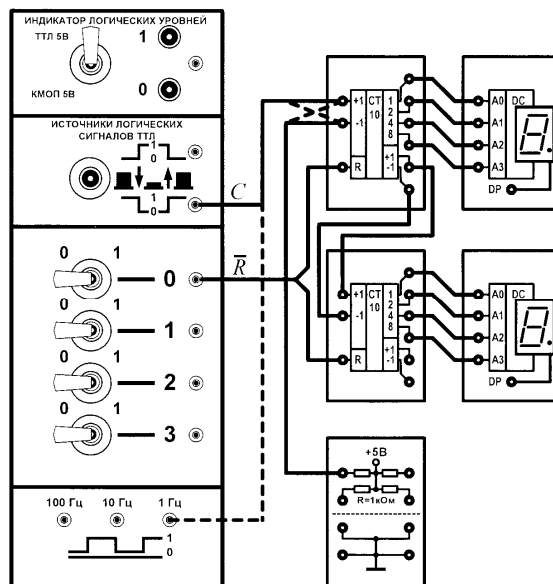 ИНДИКАТОР ЛОГИЧЕСКИХ УРОВНЕЙ
ТТЛ 5В
1
КМОП 5В
0
ИСТОЧНИКИ ЛОГИЧЕСКИХ
СИГНАЛОВ ТТЛ
1
0
1
0
C
R̅
0 1
0
1
0 1
2
0 1
3
100 Гц 10 Гц 1 Гц
1
0
+1 CT 1
-1 10 2
4
8
R +1
-1
A0 DC
A1
A2
A3
DP
+1 CT 1
-1 10 2
4
8
R +1
-1
A0 DC
A1
A2
A3
DP
+5В
R=1кОм